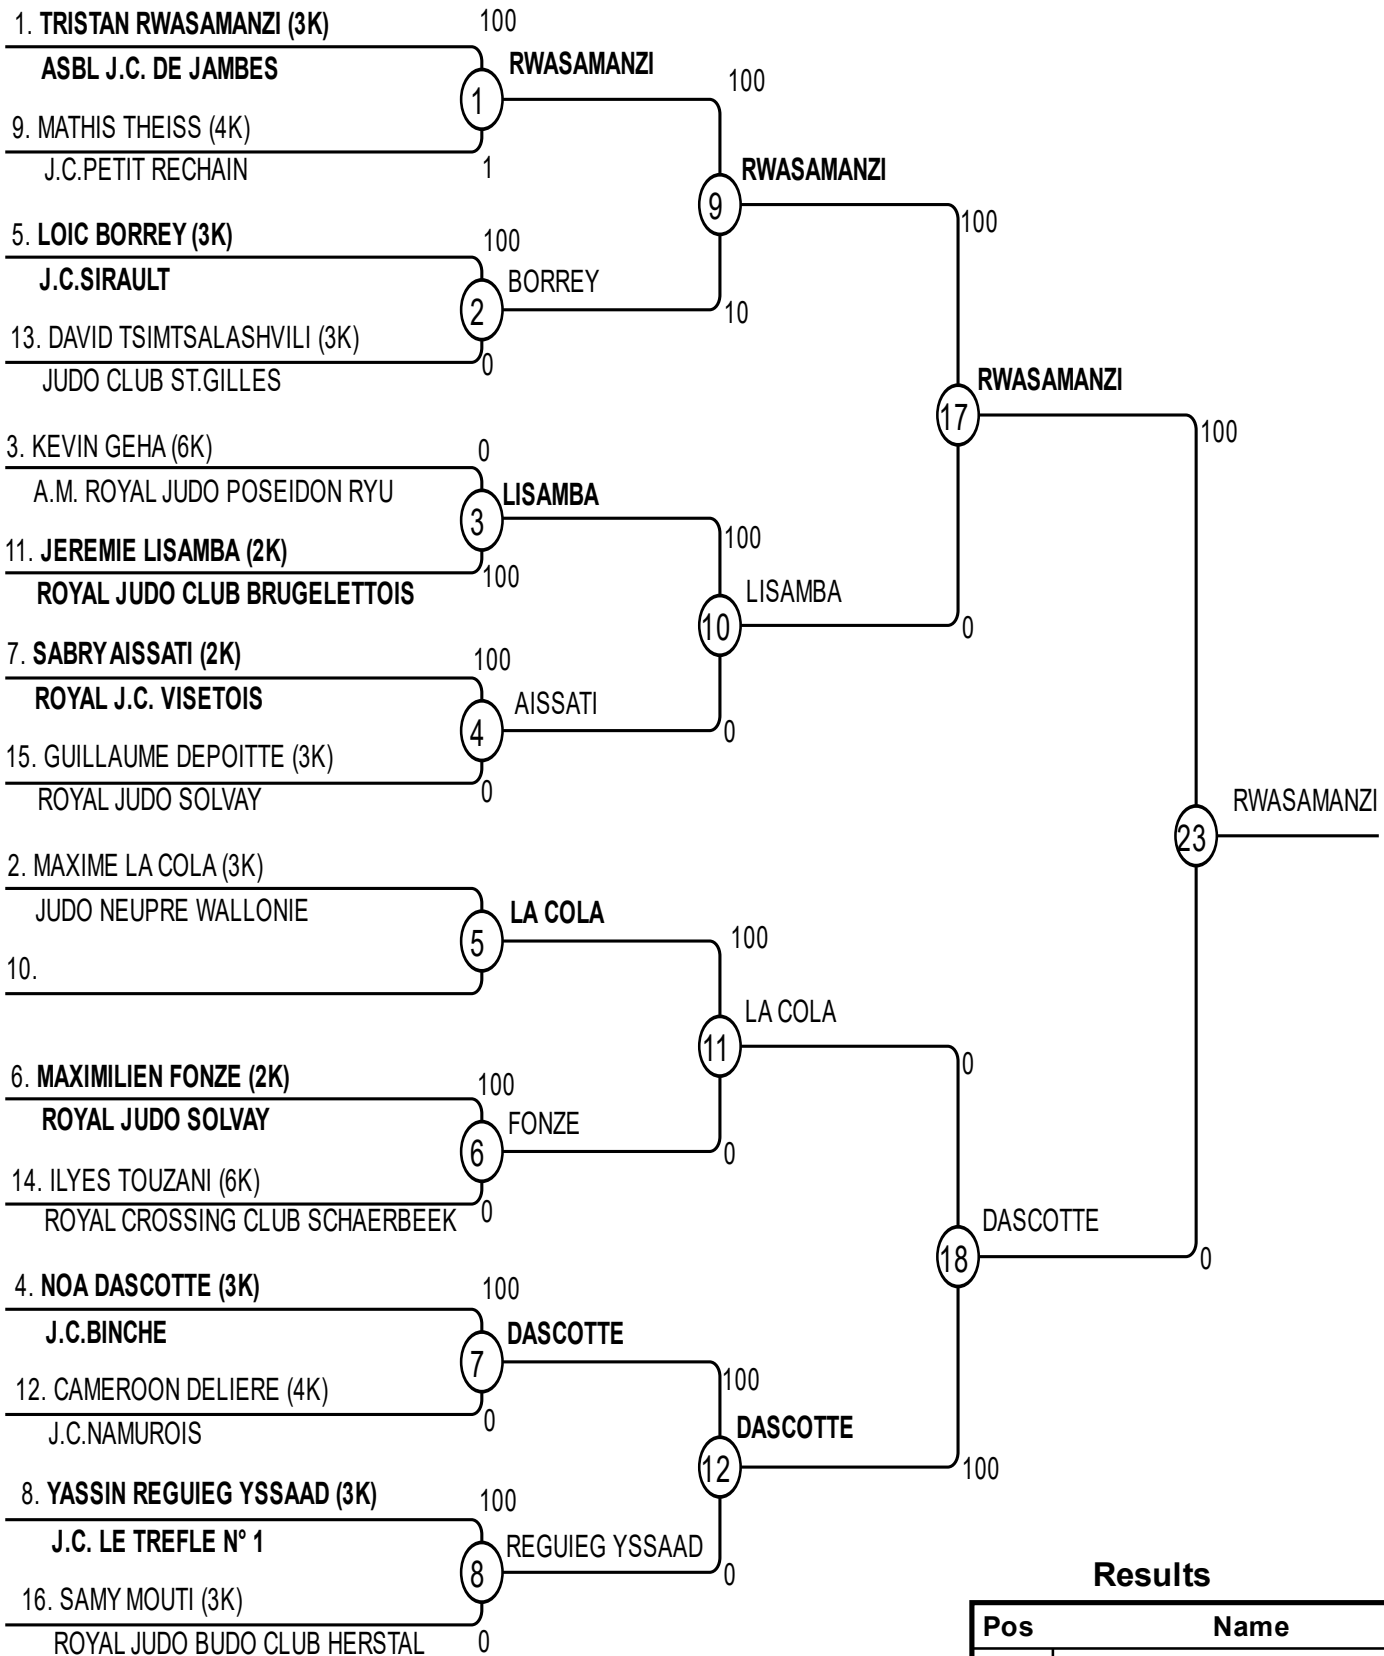 1. TRISTAN RWASAMANZI (3K)
100
ASBL J.C. DE JAMBES
1
RWASAMANZI
9. MATHIS THEISS (4K)
J.C.PETIT RECHAIN
1
100
5. LOIC BORREY (3K)
100
J.C.SIRAULT
2
BORREY
13. DAVID TSIMTSALASHVILI (3K)
JUDO CLUB ST.GILLES
0
9
RWASAMANZI
10
100
3. KEVIN GEHA (6K)
0
A.M. ROYAL JUDO POSEIDON RYU
3
LISAMBA
11. JEREMIE LISAMBA (2K)
ROYAL JUDO CLUB BRUGELETTOIS
100
100
7. SABRY AISSATI (2K)
100
ROYAL J.C. VISETOIS
4
AISSATI
15. GUILLAUME DEPOITTE (3K)
ROYAL JUDO SOLVAY
0
10
LISAMBA
0
0
17
RWASAMANZI
100
2. MAXIME LA COLA (3K)
JUDO NEUPRE WALLONIE
5
LA COLA
10.
100
6. MAXIMILIEN FONZE (2K)
100
ROYAL JUDO SOLVAY
6
FONZE
14. ILYES TOUZANI (6K)
ROYAL CROSSING CLUB SCHAERBEEK
0
11
LA COLA
0
0
4. NOA DASCOTTE (3K)
100
J.C.BINCHE
7
DASCOTTE
12. CAMEROON DELIERE (4K)
J.C.NAMUROIS
0
100
8. YASSIN REGUIEG YSSAAD (3K)
100
J.C. LE TREFLE N° 1
8
REGUIEG YSSAAD
16. SAMY MOUTI (3K)
ROYAL JUDO BUDO CLUB HERSTAL
0
12
DASCOTTE
0
100
18
DASCOTTE
0
23
RWASAMANZI
Results
Pos Name